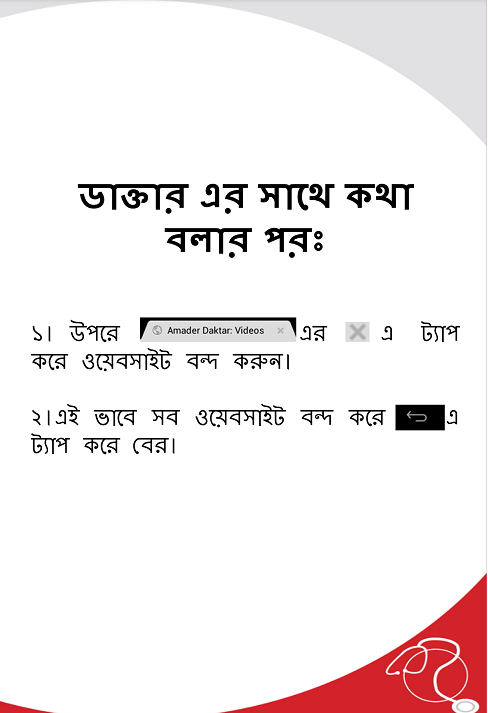 ডাক্তার এর সাথে কথা
বলার পরঃ
১। উপরে Amader Daktar: Videos এর এ ট্যাপ
করে ওয়েবসাইট বন্দ করুন।
২।এই ভাবে সব ওয়েবসাইট বন্দ করে এ
ট্যাপ করে বের।